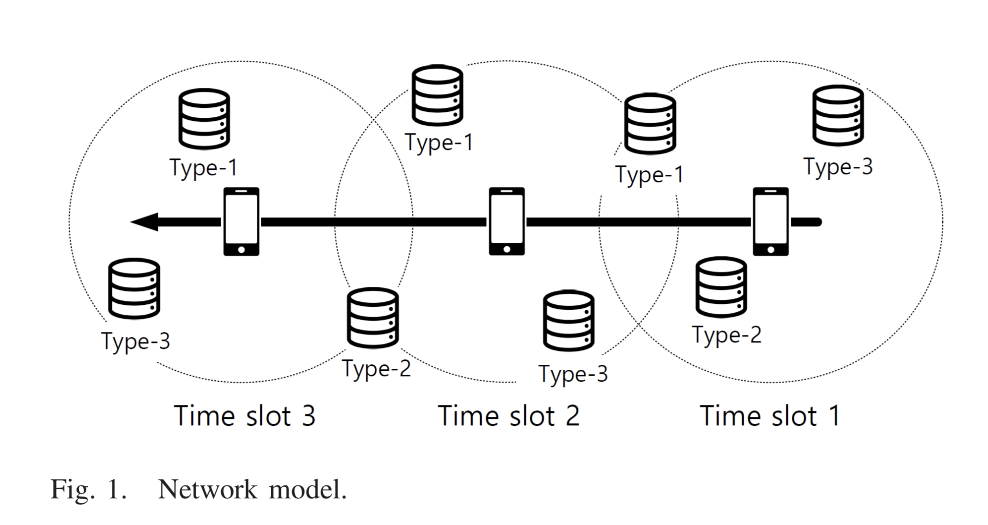 Type-1
Type-1
Type-1
Type-3
Type-3
Type-2
Type-3
Type-2
Time slot 3
Time slot 2
Time slot 1
Fig. 1. Network model.